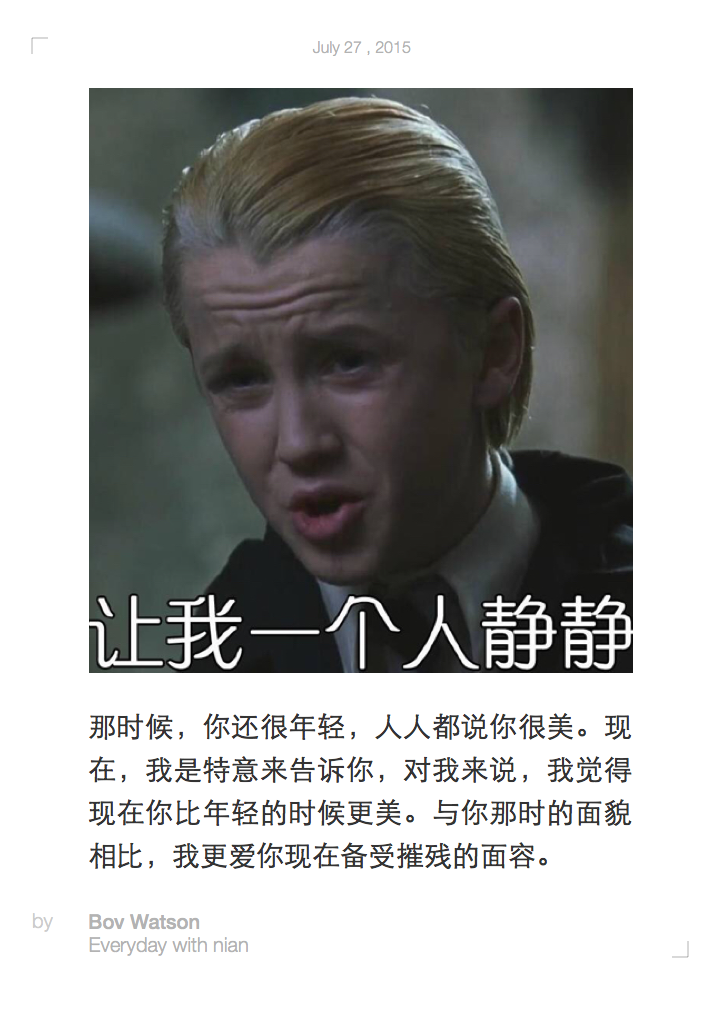 July 27 , 2015
让我一个人静静
那时候，你还很年轻，人人都说你很美。现
在，我是特意来告诉你，对我来说，我觉得
现在你比年轻的时候更美。与你那时的面貌
相比，我更爱你现在备受摧残的面容。
by Bov Watson
Everyday with nian